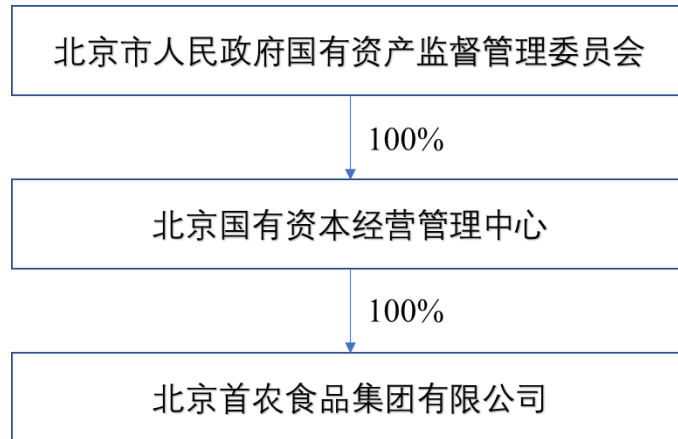 北京市人民政府国有资产监督管理委员会
100%
北京国有资本经营管理中心
100%
北京首农食品集团有限公司